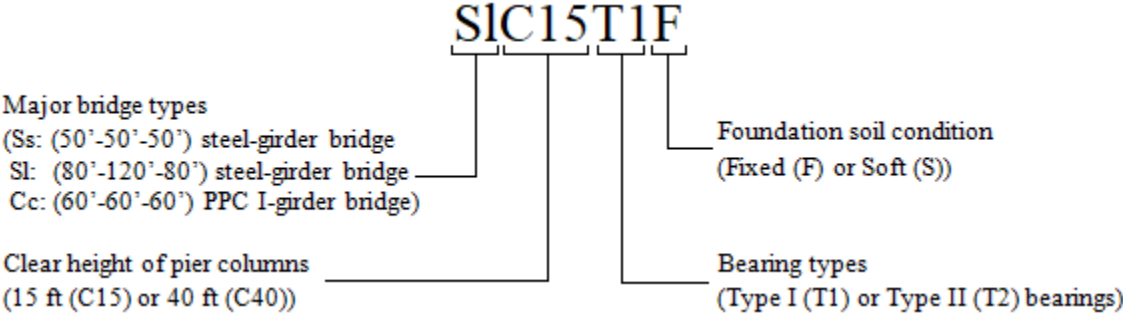 SlC15T1F
Major bridge types
(Ss: (50’-50’-50’) steel-girder bridge
Sl: (80’-120’-80’) steel-girder bridge
Cc: (60’-60’-60’) PPC I-girder bridge)
Foundation soil condition
(Fixed (F) or Soft (S))
Clear height of pier columns
(15 ft (C15) or 40 ft (C40))
Bearing types
(Type I (T1) or Type II (T2) bearings)